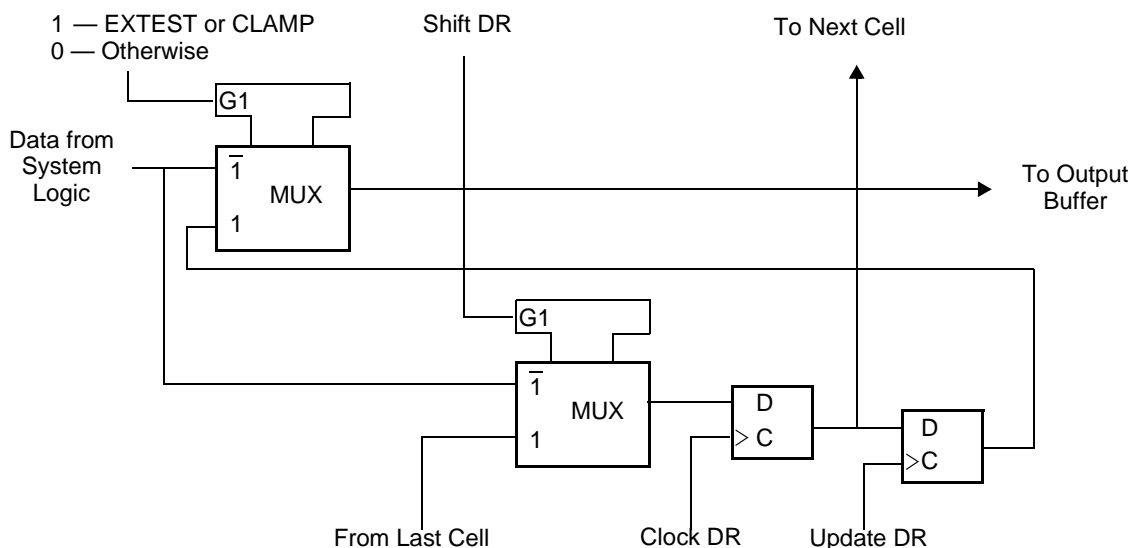 1 — EXTEST or CLAMP
0 — Otherwise
Shift DR
To Next Cell
G1
Data from
System
Logic
1
MUX
1
To Output
Buffer
G1
1
MUX
1
D
C
D
C
From Last Cell
Clock DR
Update DR